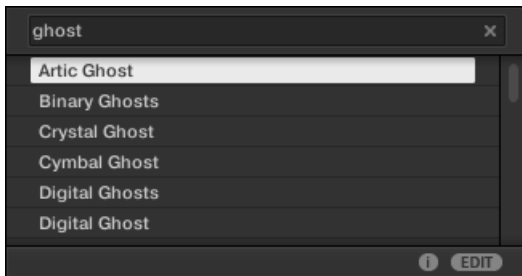 ghost
Artic Ghost
Binary Ghosts
Crystal Ghost
Cymbal Ghost
Digital Ghosts
Digital Ghost
i EDIT